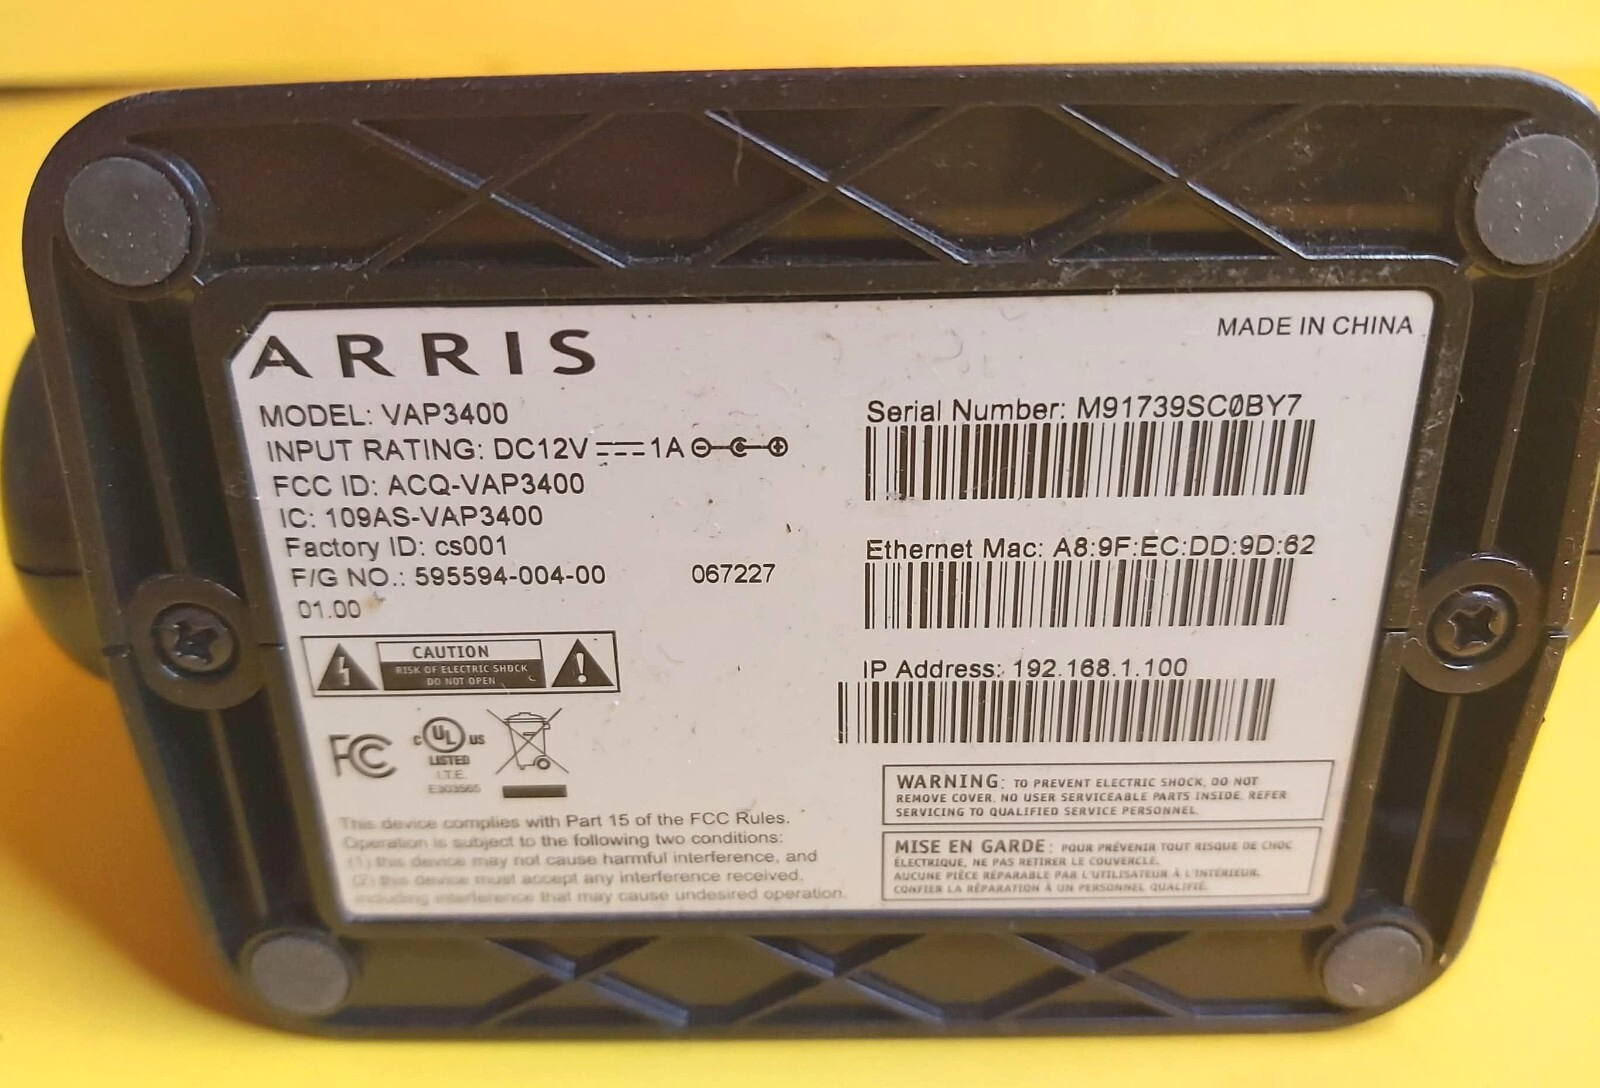 ARRIS
MADE IN CHINA
MODEL: VAP3400
INPUT RATING: DC12V ⎓ 1A
FCC ID: ACQ-VAP3400
IC: 109AS-VAP3400
Factory ID: cs001
F/G NO.: 595594-004-00 067227
01.00
Serial Number: M91739SC0BY7
Ethernet Mac: A8:9F:EC:DD:9D:62
IP Address: 192.168.1.100
CAUTION
RISK OF ELECTRIC SHOCK
DO NOT OPEN
FC
C UL US
LISTED
I.T.E.
E303565
This device complies with Part 15 of the FCC Rules.
Operation is subject to the following two conditions:
(1) this device may not cause harmful interference, and
(2) this device must accept any interference received,
including interference that may cause undesired operation.
WARNING: TO PREVENT ELECTRIC SHOCK, DO NOT
REMOVE COVER. NO USER SERVICEABLE PARTS INSIDE. REFER
SERVICING TO QUALIFIED SERVICE PERSONNEL.
MISE EN GARDE: POUR PRÉVENIR TOUT RISQUE DE CHOC
ÉLECTRIQUE, NE PAS RETIRER LE COUVERCLE.
AUCUNE PIÈCE RÉPARABLE PAR L'UTILISATEUR À L'INTÉRIEUR.
CONFIER LA RÉPARATION À UN PERSONNEL QUALIFIÉ.